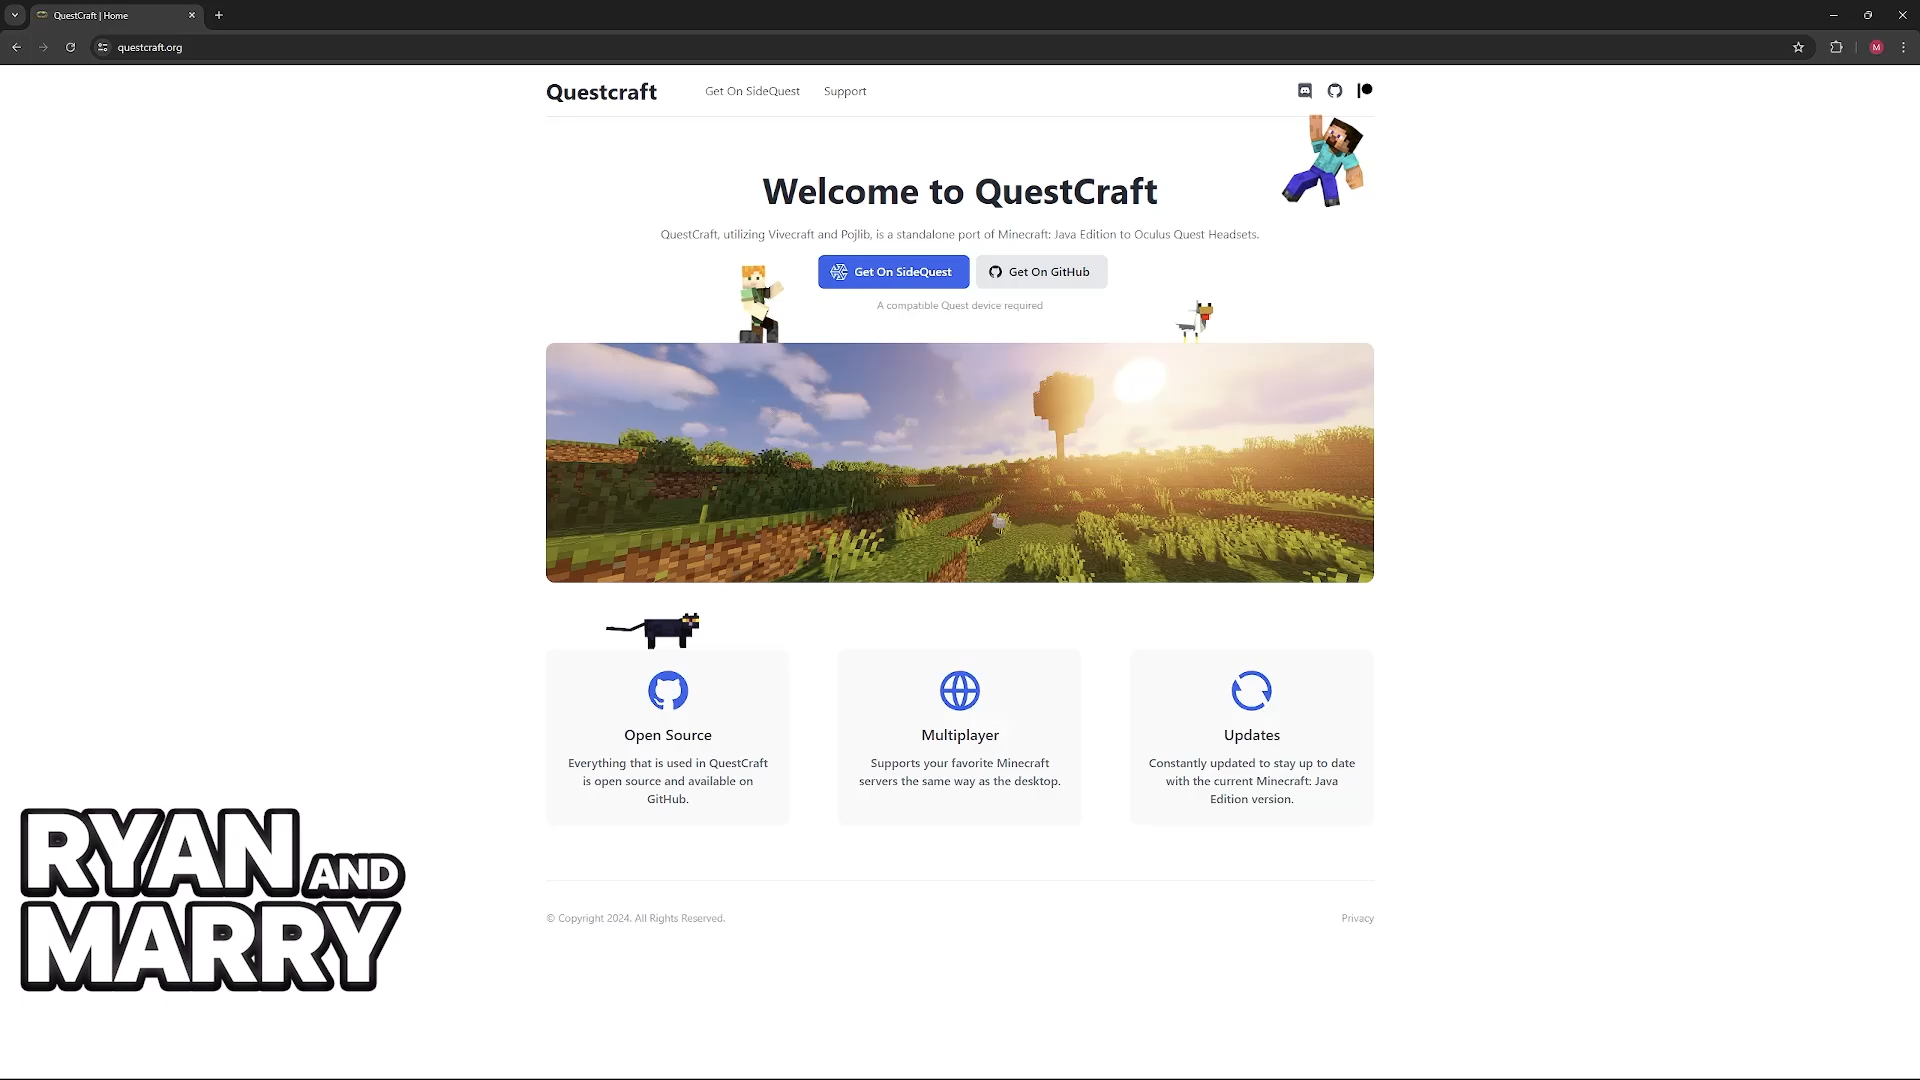 QuestCraft | Home
questcraft.org
M
Questcraft
Get On SideQuest
Support
Welcome to QuestCraft
QuestCraft, utilizing Vivecraft and Pojlib, is a standalone port of Minecraft: Java Edition to Oculus Quest Headsets.
Get On SideQuest
Get On GitHub
A compatible Quest device required
Open Source
Everything that is used in QuestCraft
is open source and available on
GitHub.
Multiplayer
Supports your favorite Minecraft
servers the same way as the desktop.
Updates
Constantly updated to stay up to date
with the current Minecraft: Java
Edition version.
RYAN AND
MARRY
© Copyright 2024. All Rights Reserved.
Privacy